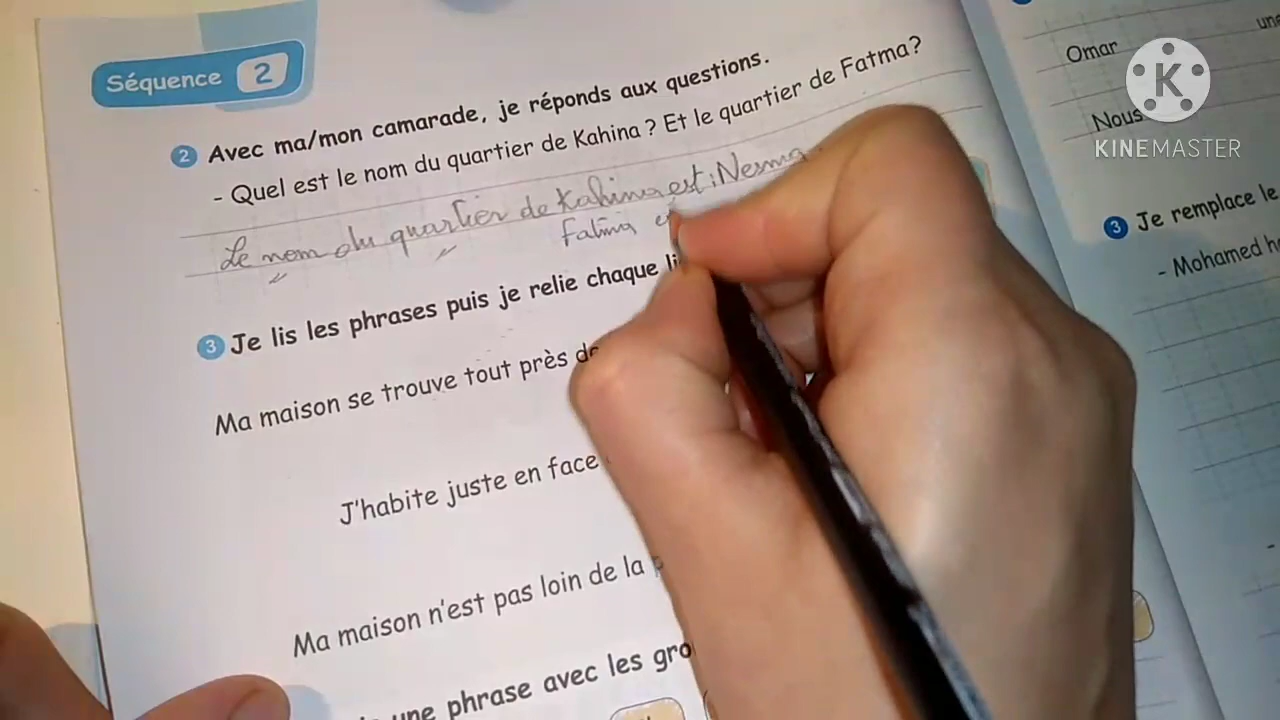 Séquence 2
2 Avec ma/mon camarade, je réponds aux questions.
- Quel est le nom du quartier de Kahina ? Et le quartier de Fatma ?
Le nom du quartier de Kahina est : Nesma
Fatma
3 Je lis les phrases puis je relie chaque
Ma maison se trouve tout près de
J'habite juste en face
Ma maison n'est pas loin de la
une phrase avec les
Omar
Nous
3 Je remplace le
- Mohamed
K
KINEMASTER